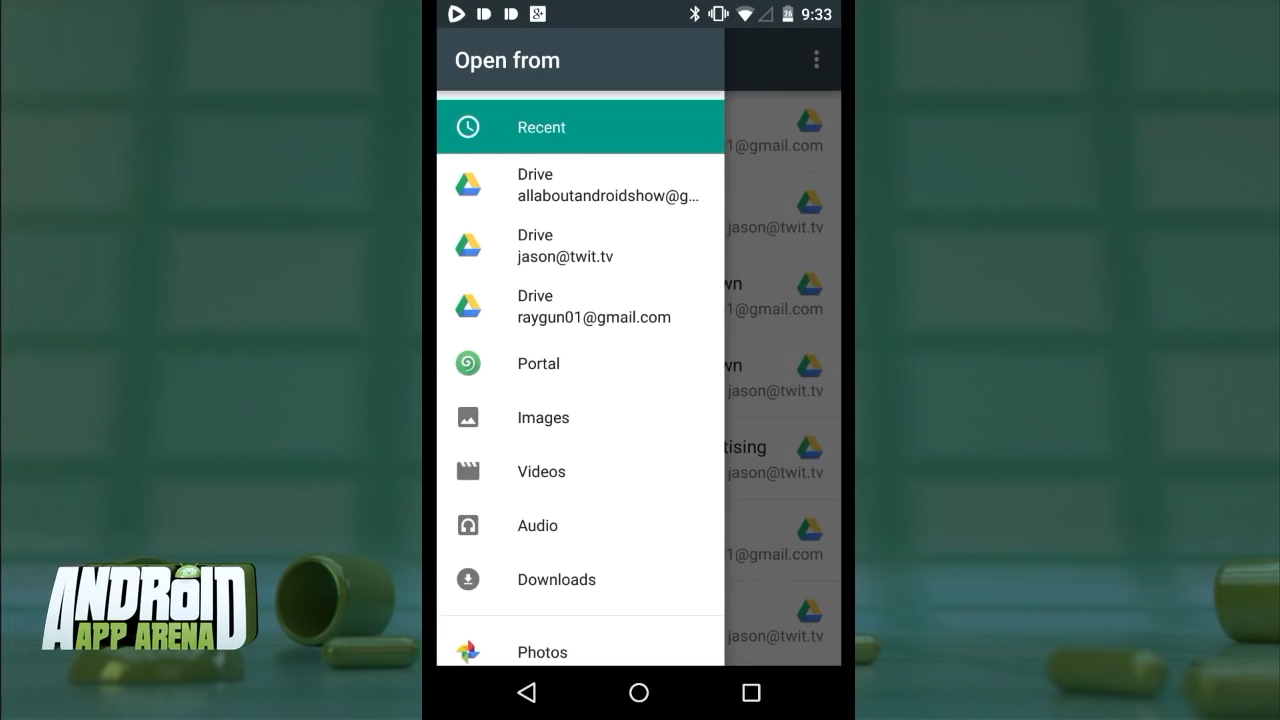 9:33
Open from
Recent
1@gmail.com
Drive
allaboutandroidshow@g...
jason@twit.tv
Drive
jason@twit.tv
wn
1@gmail.com
Drive
raygun01@gmail.com
Portal
wn
jason@twit.tv
Images
tising
Videos
jason@twit.tv
Audio
1@gmail.com
Downloads
ANDROID
APP ARENA
jason@twit.tv
Photos